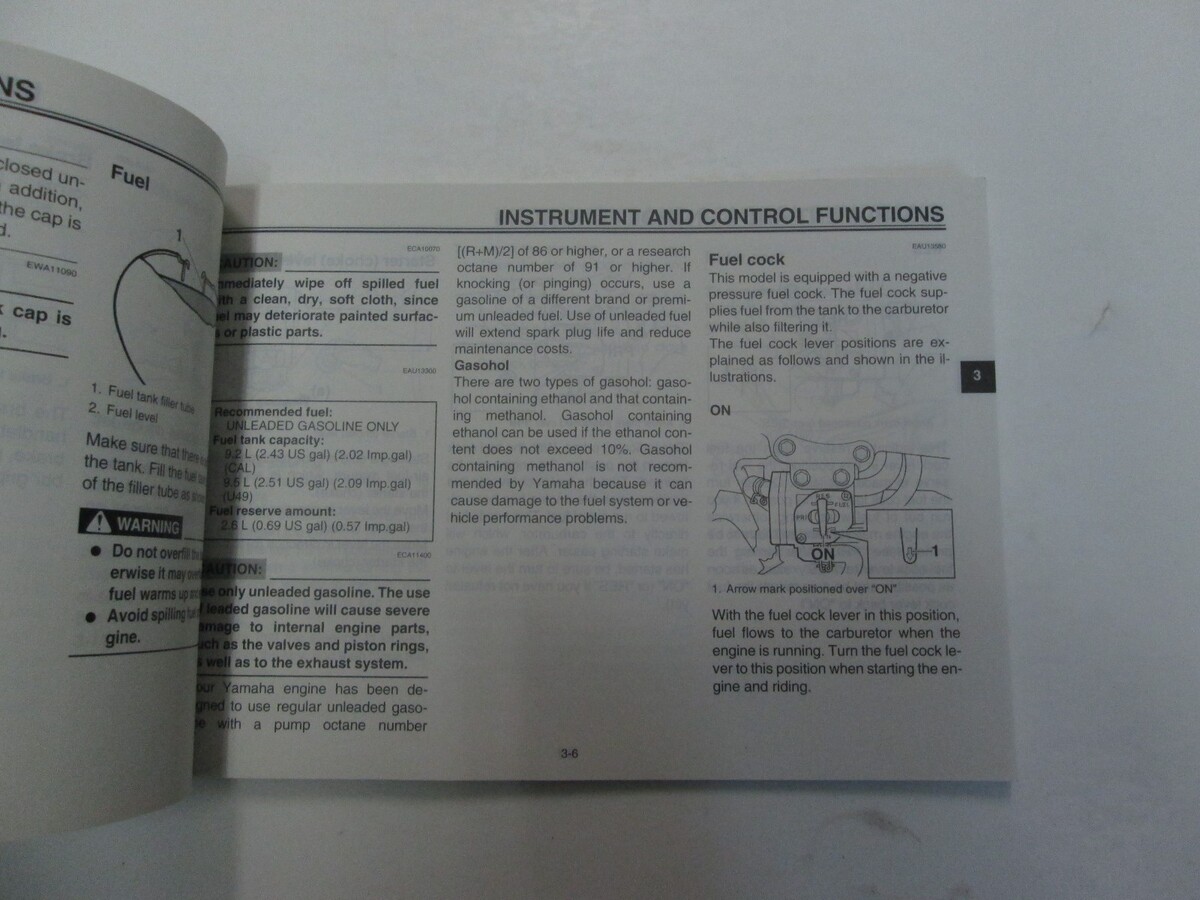 NS
closed un-
addition,
the cap is
d.
EWA11090
cap is
Fuel
1
1. Fuel tank filler tube
2. Fuel level
Make sure that there
the tank. Fill the fuel
of the filler tube as
WARNING
● Do not overfill the
erwise it may
fuel warms up
● Avoid spilling fuel
gine.
INSTRUMENT AND CONTROL FUNCTIONS
ECA10070
AUTION:
mmediately wipe off spilled fuel
ith a clean, dry, soft cloth, since
el may deteriorate painted surfac-
s or plastic parts.
EAU13300
Recommended fuel:
UNLEADED GASOLINE ONLY
Fuel tank capacity:
9.2 L (2.43 US gal) (2.02 Imp.gal)
(CAL)
9.5 L (2.51 US gal) (2.09 Imp.gal)
(U49)
Fuel reserve amount:
2.6 L (0.69 US gal) (0.57 Imp.gal)
ECA11400
AUTION:
se only unleaded gasoline. The use
f leaded gasoline will cause severe
amage to internal engine parts,
uch as the valves and piston rings,
s well as to the exhaust system.
our Yamaha engine has been de-
gned to use regular unleaded gaso-
e with a pump octane number
[(R+M)/2] of 86 or higher, or a research
octane number of 91 or higher. If
knocking (or pinging) occurs, use a
gasoline of a different brand or premi-
um unleaded fuel. Use of unleaded fuel
will extend spark plug life and reduce
maintenance costs.
Gasohol
There are two types of gasohol: gaso-
hol containing ethanol and that contain-
ing methanol. Gasohol containing
ethanol can be used if the ethanol con-
tent does not exceed 10%. Gasohol
containing methanol is not recom-
mended by Yamaha because it can
cause damage to the fuel system or ve-
hicle performance problems.
EAU13560
Fuel cock
This model is equipped with a negative
pressure fuel cock. The fuel cock sup-
plies fuel from the tank to the carburetor
while also filtering it.
The fuel cock lever positions are ex-
plained as follows and shown in the il-
lustrations.
ON
RES
FUEL
PRI
ON
1
1. Arrow mark positioned over "ON"
With the fuel cock lever in this position,
fuel flows to the carburetor when the
engine is running. Turn the fuel cock le-
ver to this position when starting the en-
gine and riding.
3
3-6